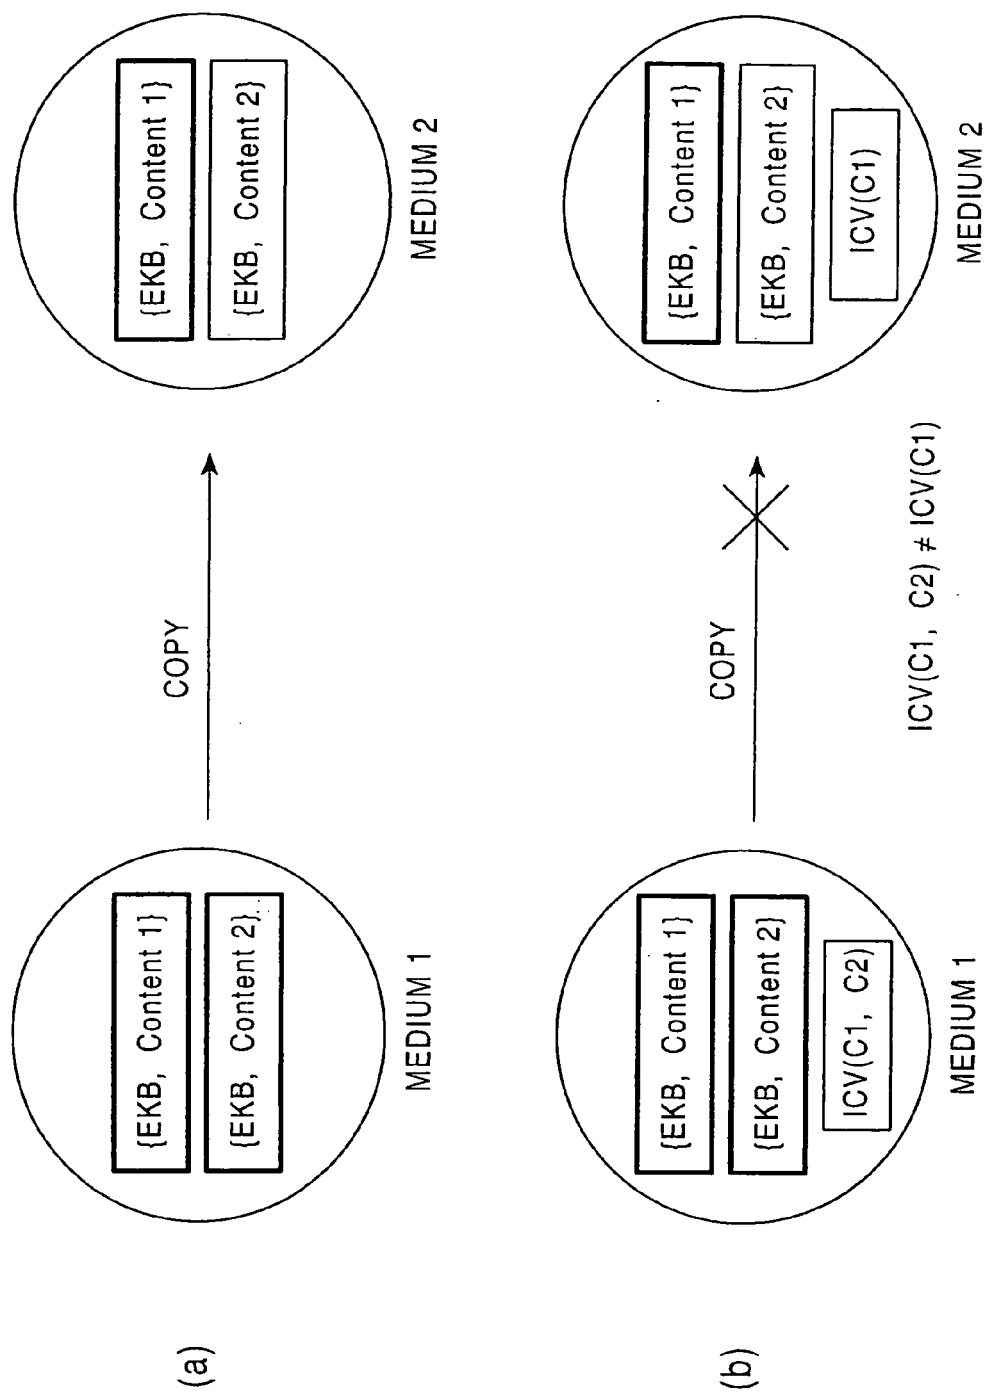 (a)
{EKB, Content 1}
{EKB, Content 2}
MEDIUM 1
COPY
{EKB, Content 1}
{EKB, Content 2}
MEDIUM 2
(b)
{EKB, Content 1}
{EKB, Content 2}
ICV(C1, C2)
MEDIUM 1
COPY
ICV(C1, C2) ≠ ICV(C1)
{EKB, Content 1}
{EKB, Content 2}
ICV(C1)
MEDIUM 2